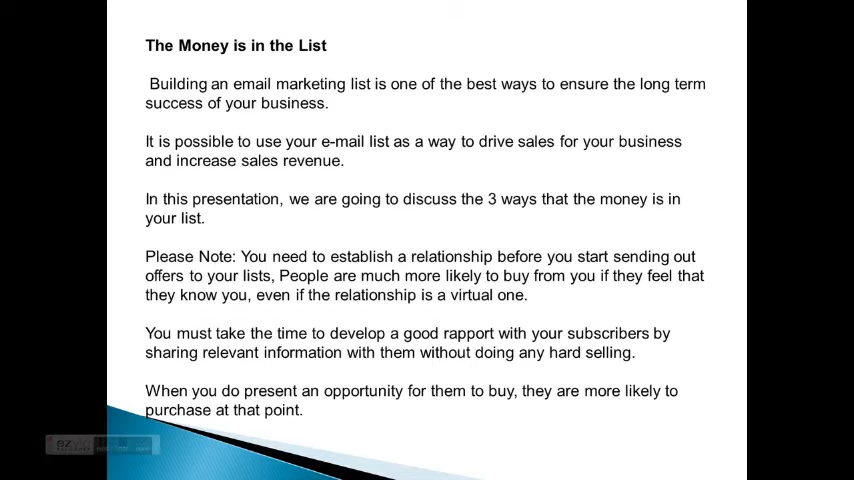 The Money is in the List
Building an email marketing list is one of the best ways to ensure the long term
success of your business.
It is possible to use your e-mail list as a way to drive sales for your business
and increase sales revenue.
In this presentation, we are going to discuss the 3 ways that the money is in
your list.
Please Note: You need to establish a relationship before you start sending out
offers to your lists, People are much more likely to buy from you if they feel that
they know you, even if the relationship is a virtual one.
You must take the time to develop a good rapport with your subscribers by
sharing relevant information with them without doing any hard selling.
When you do present an opportunity for them to buy, they are more likely to
purchase at that point.